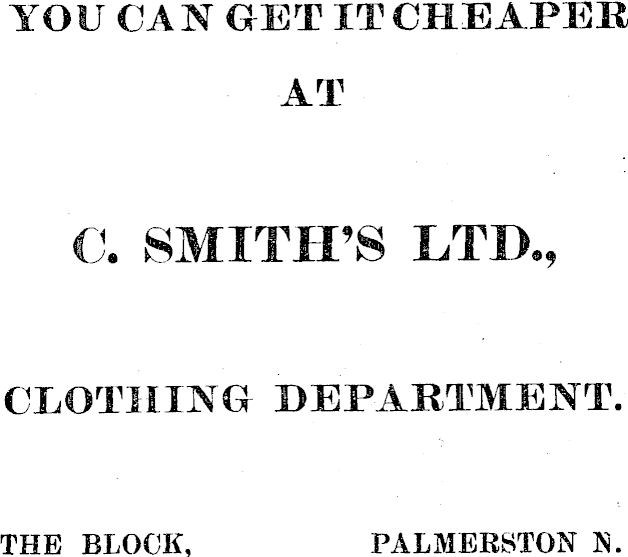 YOU CAN GET IT CHEAPER
AT
C. SMITH'S LTD.,
CLOTHING DEPARTMENT.
THE BLOCK, PALMERSTON N.